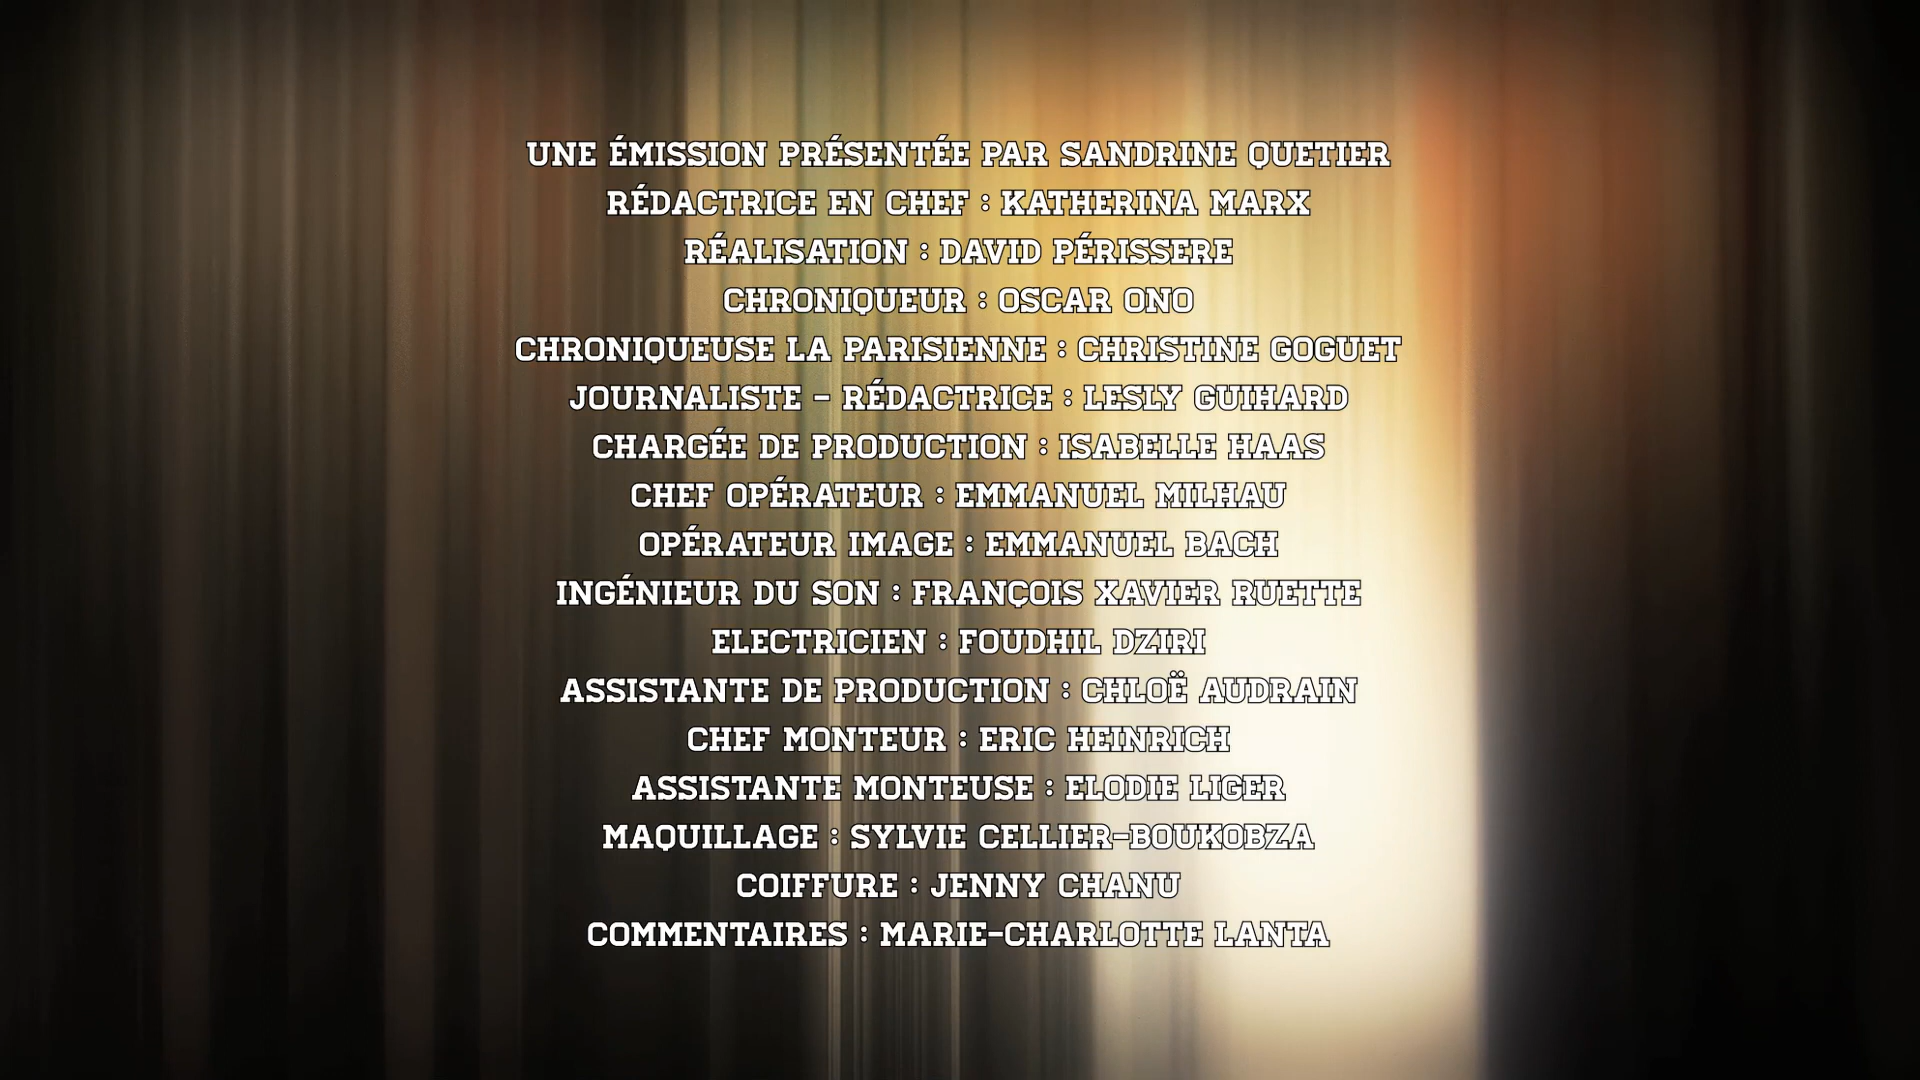 UNE ÉMISSION PRÉSENTÉE PAR SANDRINE QUETIER
RÉDACTRICE EN CHEF : KATHERINA MARX
RÉALISATION : DAVID PÉRISSERE
CHRONIQUEUR : OSCAR ONO
CHRONIQUEUSE LA PARISIENNE : CHRISTINE GOGUET
JOURNALISTE - RÉDACTRICE : LESLY GUIHARD
CHARGÉE DE PRODUCTION : ISABELLE HAAS
CHEF OPÉRATEUR : EMMANUEL MILHAU
OPÉRATEUR IMAGE : EMMANUEL BACH
INGÉNIEUR DU SON : FRANÇOIS XAVIER RUETTE
ELECTRICIEN : FOUDHIL DZIRI
ASSISTANTE DE PRODUCTION : CHLOË AUDRAIN
CHEF MONTEUR : ERIC HEINRICH
ASSISTANTE MONTEUSE : ELODIE LIGER
MAQUILLAGE : SYLVIE CELLIER-BOUKOBZA
COIFFURE : JENNY CHANU
COMMENTAIRES : MARIE-CHARLOTTE LANTA